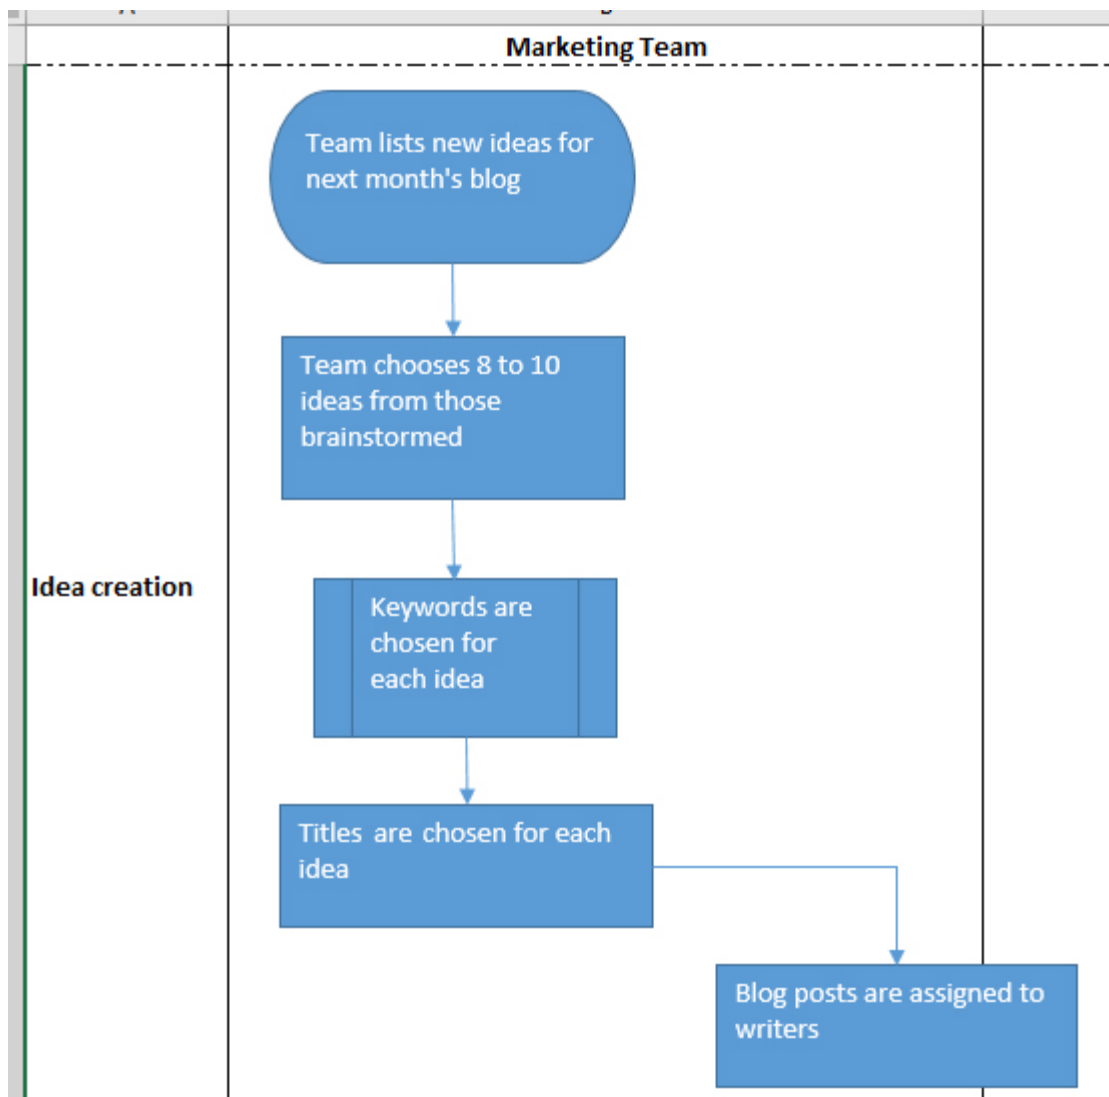 Marketing Team
Team lists new ideas for
next month's blog
Team chooses 8 to 10
ideas from those
brainstormed
Idea creation
Keywords are
chosen for
each idea
Titles are chosen for each
idea
Blog posts are assigned to
writers